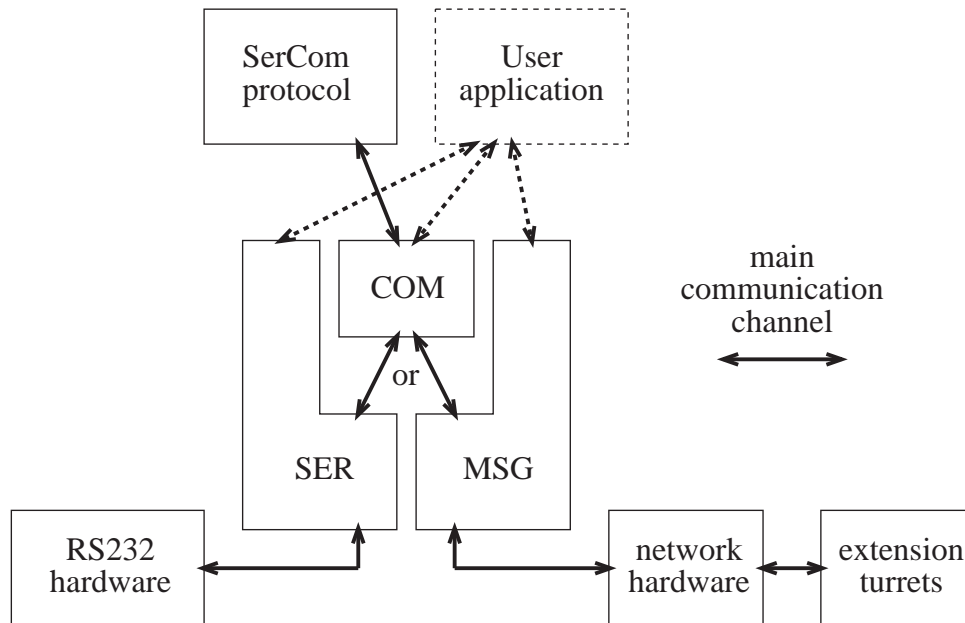 SerCom
protocol
User
application
COM
main
communication
channel
or
SER
MSG
RS232
hardware
network
hardware
extension
turrets